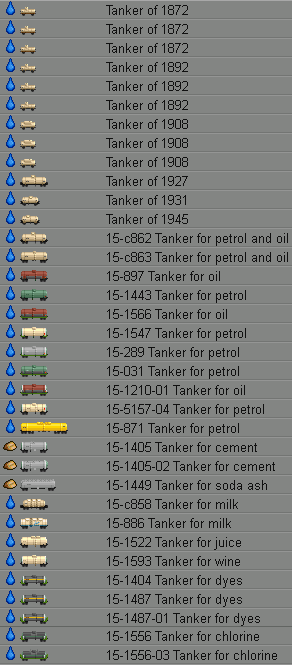 Tanker of 1872
Tanker of 1872
Tanker of 1872
Tanker of 1892
Tanker of 1892
Tanker of 1892
Tanker of 1908
Tanker of 1908
Tanker of 1908
Tanker of 1927
Tanker of 1931
Tanker of 1945
15-c862 Tanker for petrol and oil
15-c863 Tanker for petrol and oil
15-897 Tanker for oil
15-1443 Tanker for petrol
15-1566 Tanker for oil
15-1547 Tanker for petrol
15-289 Tanker for petrol
15-031 Tanker for petrol
15-1210-01 Tanker for oil
15-5157-04 Tanker for petrol
15-871 Tanker for petrol
15-1405 Tanker for cement
15-1405-02 Tanker for cement
15-1449 Tanker for soda ash
15-c858 Tanker for milk
15-886 Tanker for milk
15-1522 Tanker for juice
15-1593 Tanker for wine
15-1404 Tanker for dyes
15-1487 Tanker for dyes
15-1487-01 Tanker for dyes
15-1556 Tanker for chlorine
15-1556-03 Tanker for chlorine